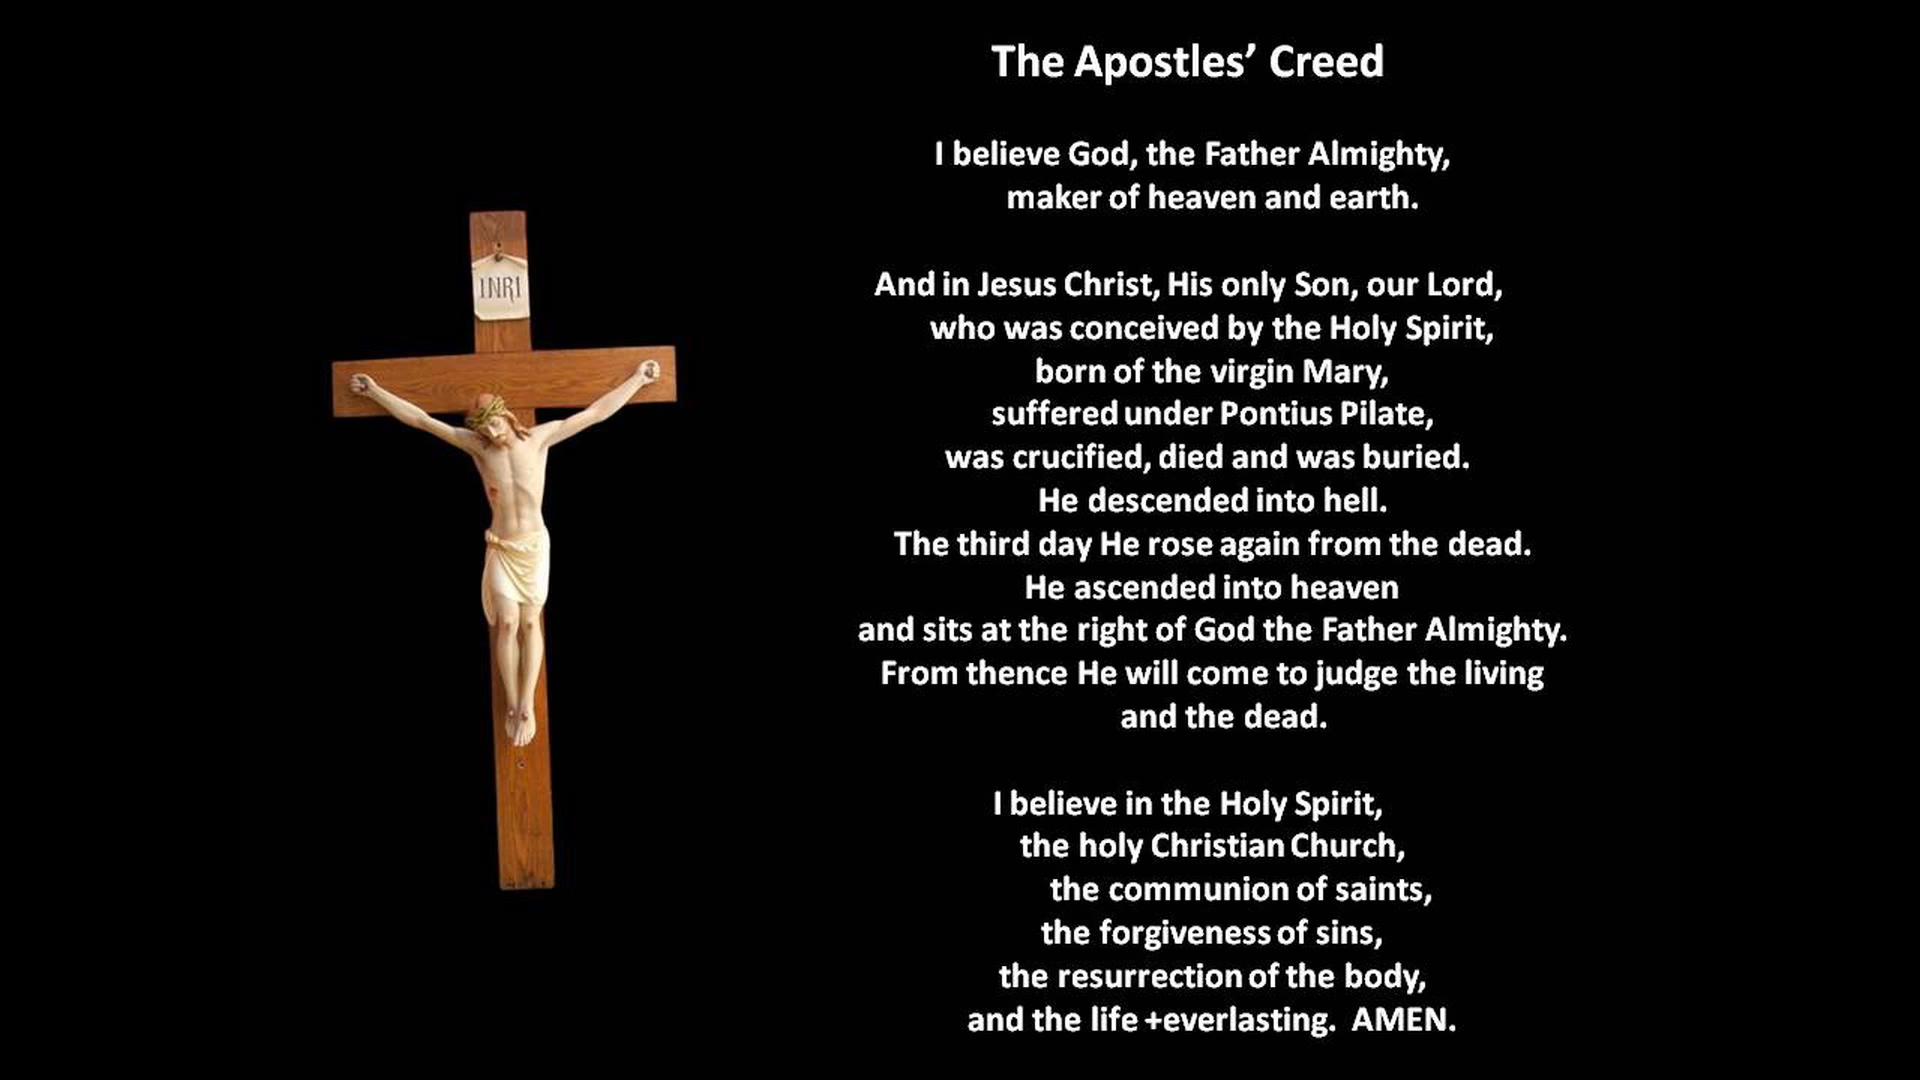 The Apostles’ Creed
I believe God, the Father Almighty,
maker of heaven and earth.
And in Jesus Christ, His only Son, our Lord,
who was conceived by the Holy Spirit,
born of the virgin Mary,
suffered under Pontius Pilate,
was crucified, died and was buried.
He descended into hell.
The third day He rose again from the dead.
He ascended into heaven
and sits at the right of God the Father Almighty.
From thence He will come to judge the living
and the dead.
I believe in the Holy Spirit,
the holy Christian Church,
the communion of saints,
the forgiveness of sins,
the resurrection of the body,
and the life +everlasting. AMEN.
INRI